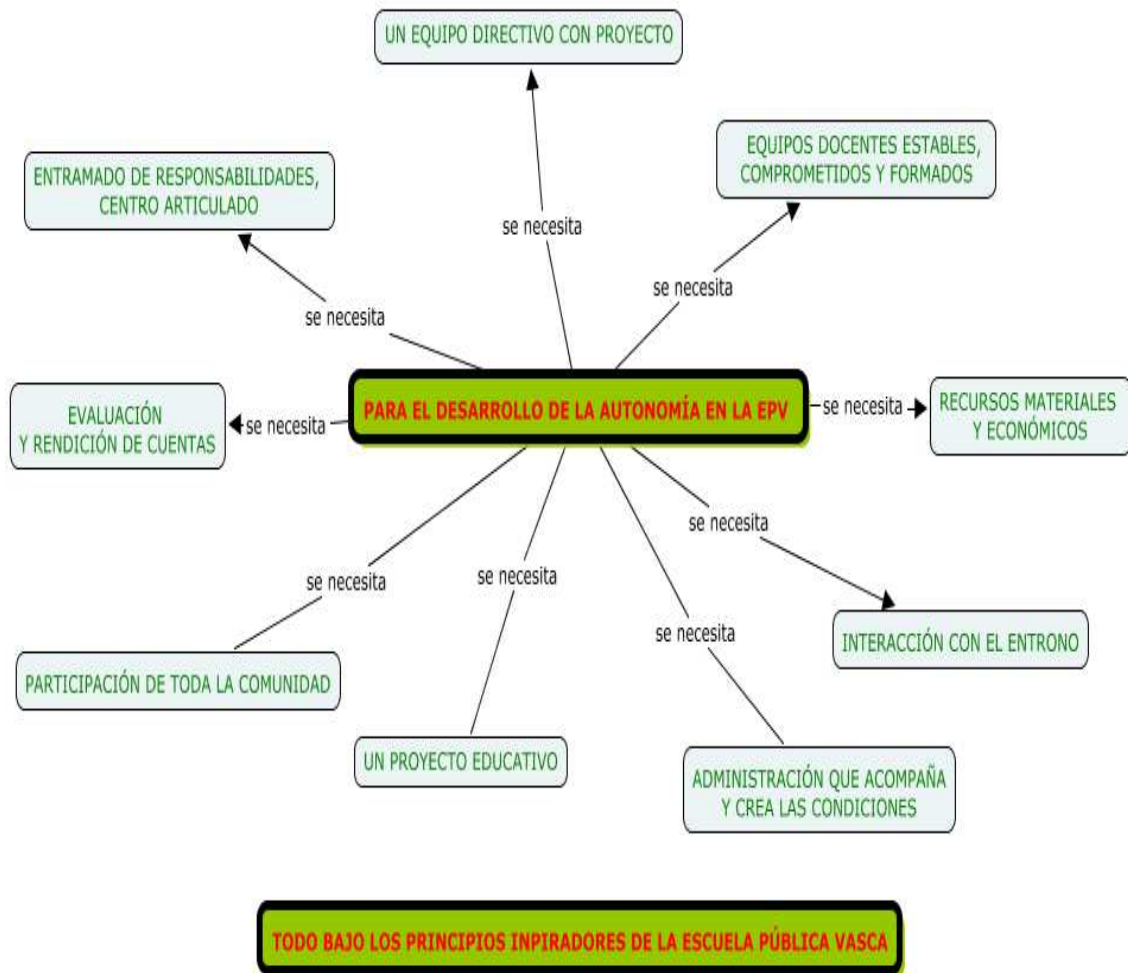 UN EQUIPO DIRECTIVO CON PROYECTO
EQUIPOS DOCENTES ESTABLES,
COMPROMETIDOS Y FORMADOS
ENTRAMADO DE RESPONSABILIDADES,
CENTRO ARTICULADO
se necesita
se necesita
se necesita
PARA EL DESARROLLO DE LA AUTONOMÍA EN LA EPV
EVALUACIÓN
Y RENDICIÓN DE CUENTAS
se necesita
se necesita
RECURSOS MATERIALES
Y ECONÓMICOS
se necesita
se necesita
se necesita
se necesita
INTERACCIÓN CON EL ENTRONO
PARTICIPACIÓN DE TODA LA COMUNIDAD
UN PROYECTO EDUCATIVO
ADMINISTRACIÓN QUE ACOMPAÑA
Y CREA LAS CONDICIONES
TODO BAJO LOS PRINCIPIOS INPIRADORES DE LA ESCUELA PÚBLICA VASCA